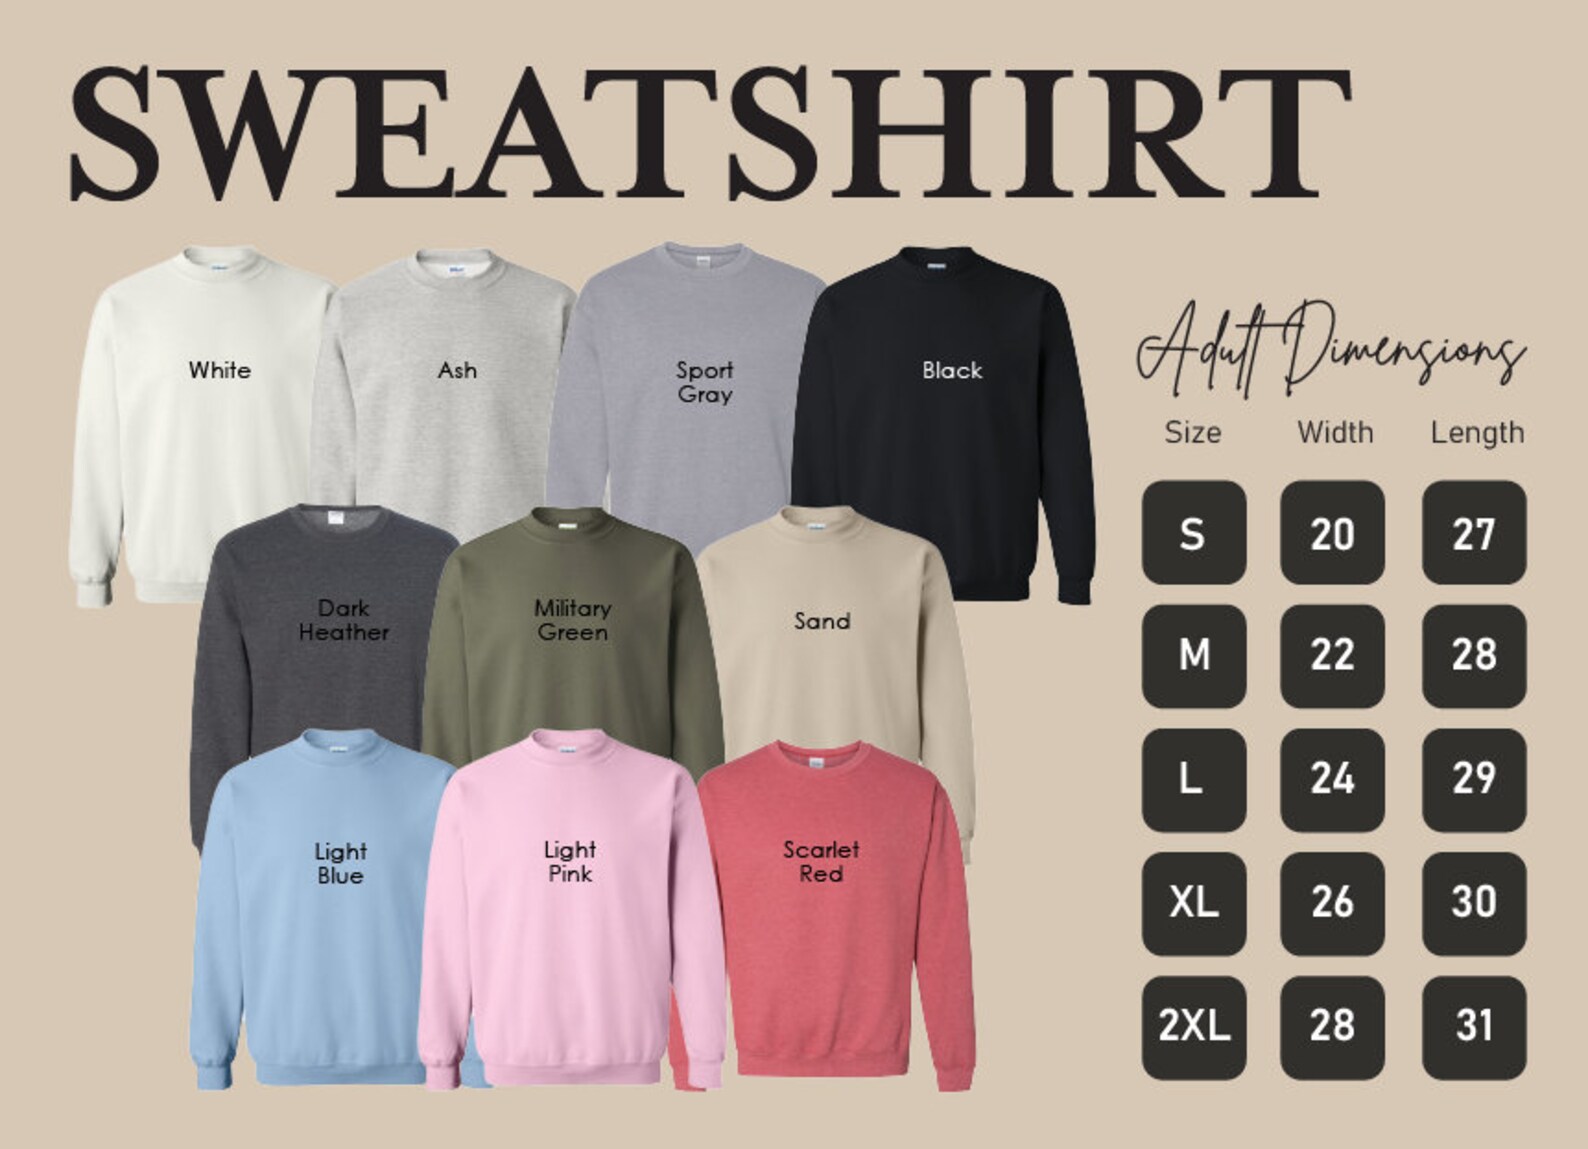 SWEATSHIRT
White
Ash
Sport
Gray
Black
Dark
Heather
Military
Green
Sand
Light
Blue
Light
Pink
Scarlet
Red
Adult Dimensions
Size Width Length
S 20 27
M 22 28
L 24 29
XL 26 30
2XL 28 31